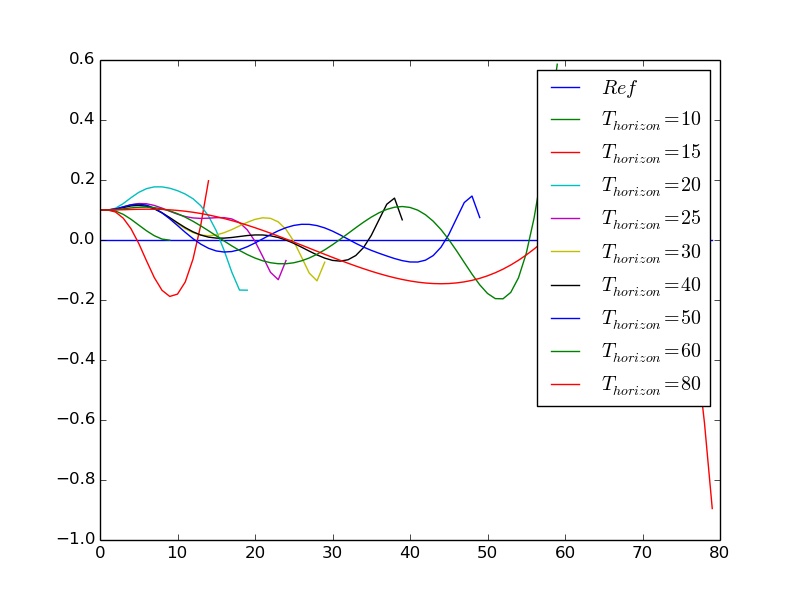 0.6
0.4
0.2
0.0
−0.2
−0.4
−0.6
−0.8
−1.0
0 10 20 30 40 50 60 70 80
Ref
T_horizon = 10
T_horizon = 15
T_horizon = 20
T_horizon = 25
T_horizon = 30
T_horizon = 40
T_horizon = 50
T_horizon = 60
T_horizon = 80